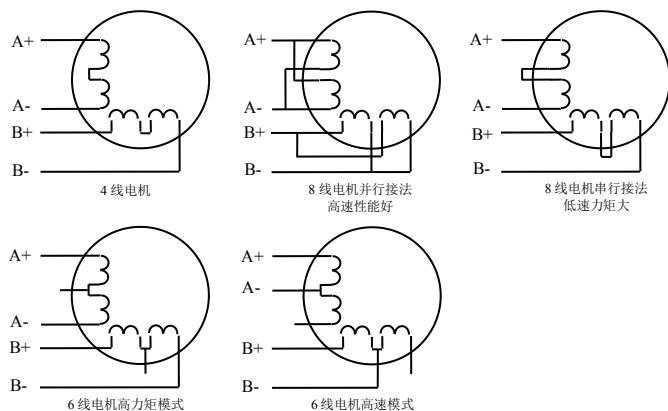 A+
A-
B+
B-
4 线电机
A+
A-
B+
B-
8 线电机并行接法
高速性能好
A+
A-
B+
B-
8 线电机串行接法
低速力矩大
A+
A-
B+
B-
6 线电机高力矩模式
A+
A-
B+
B-
6 线电机高速模式